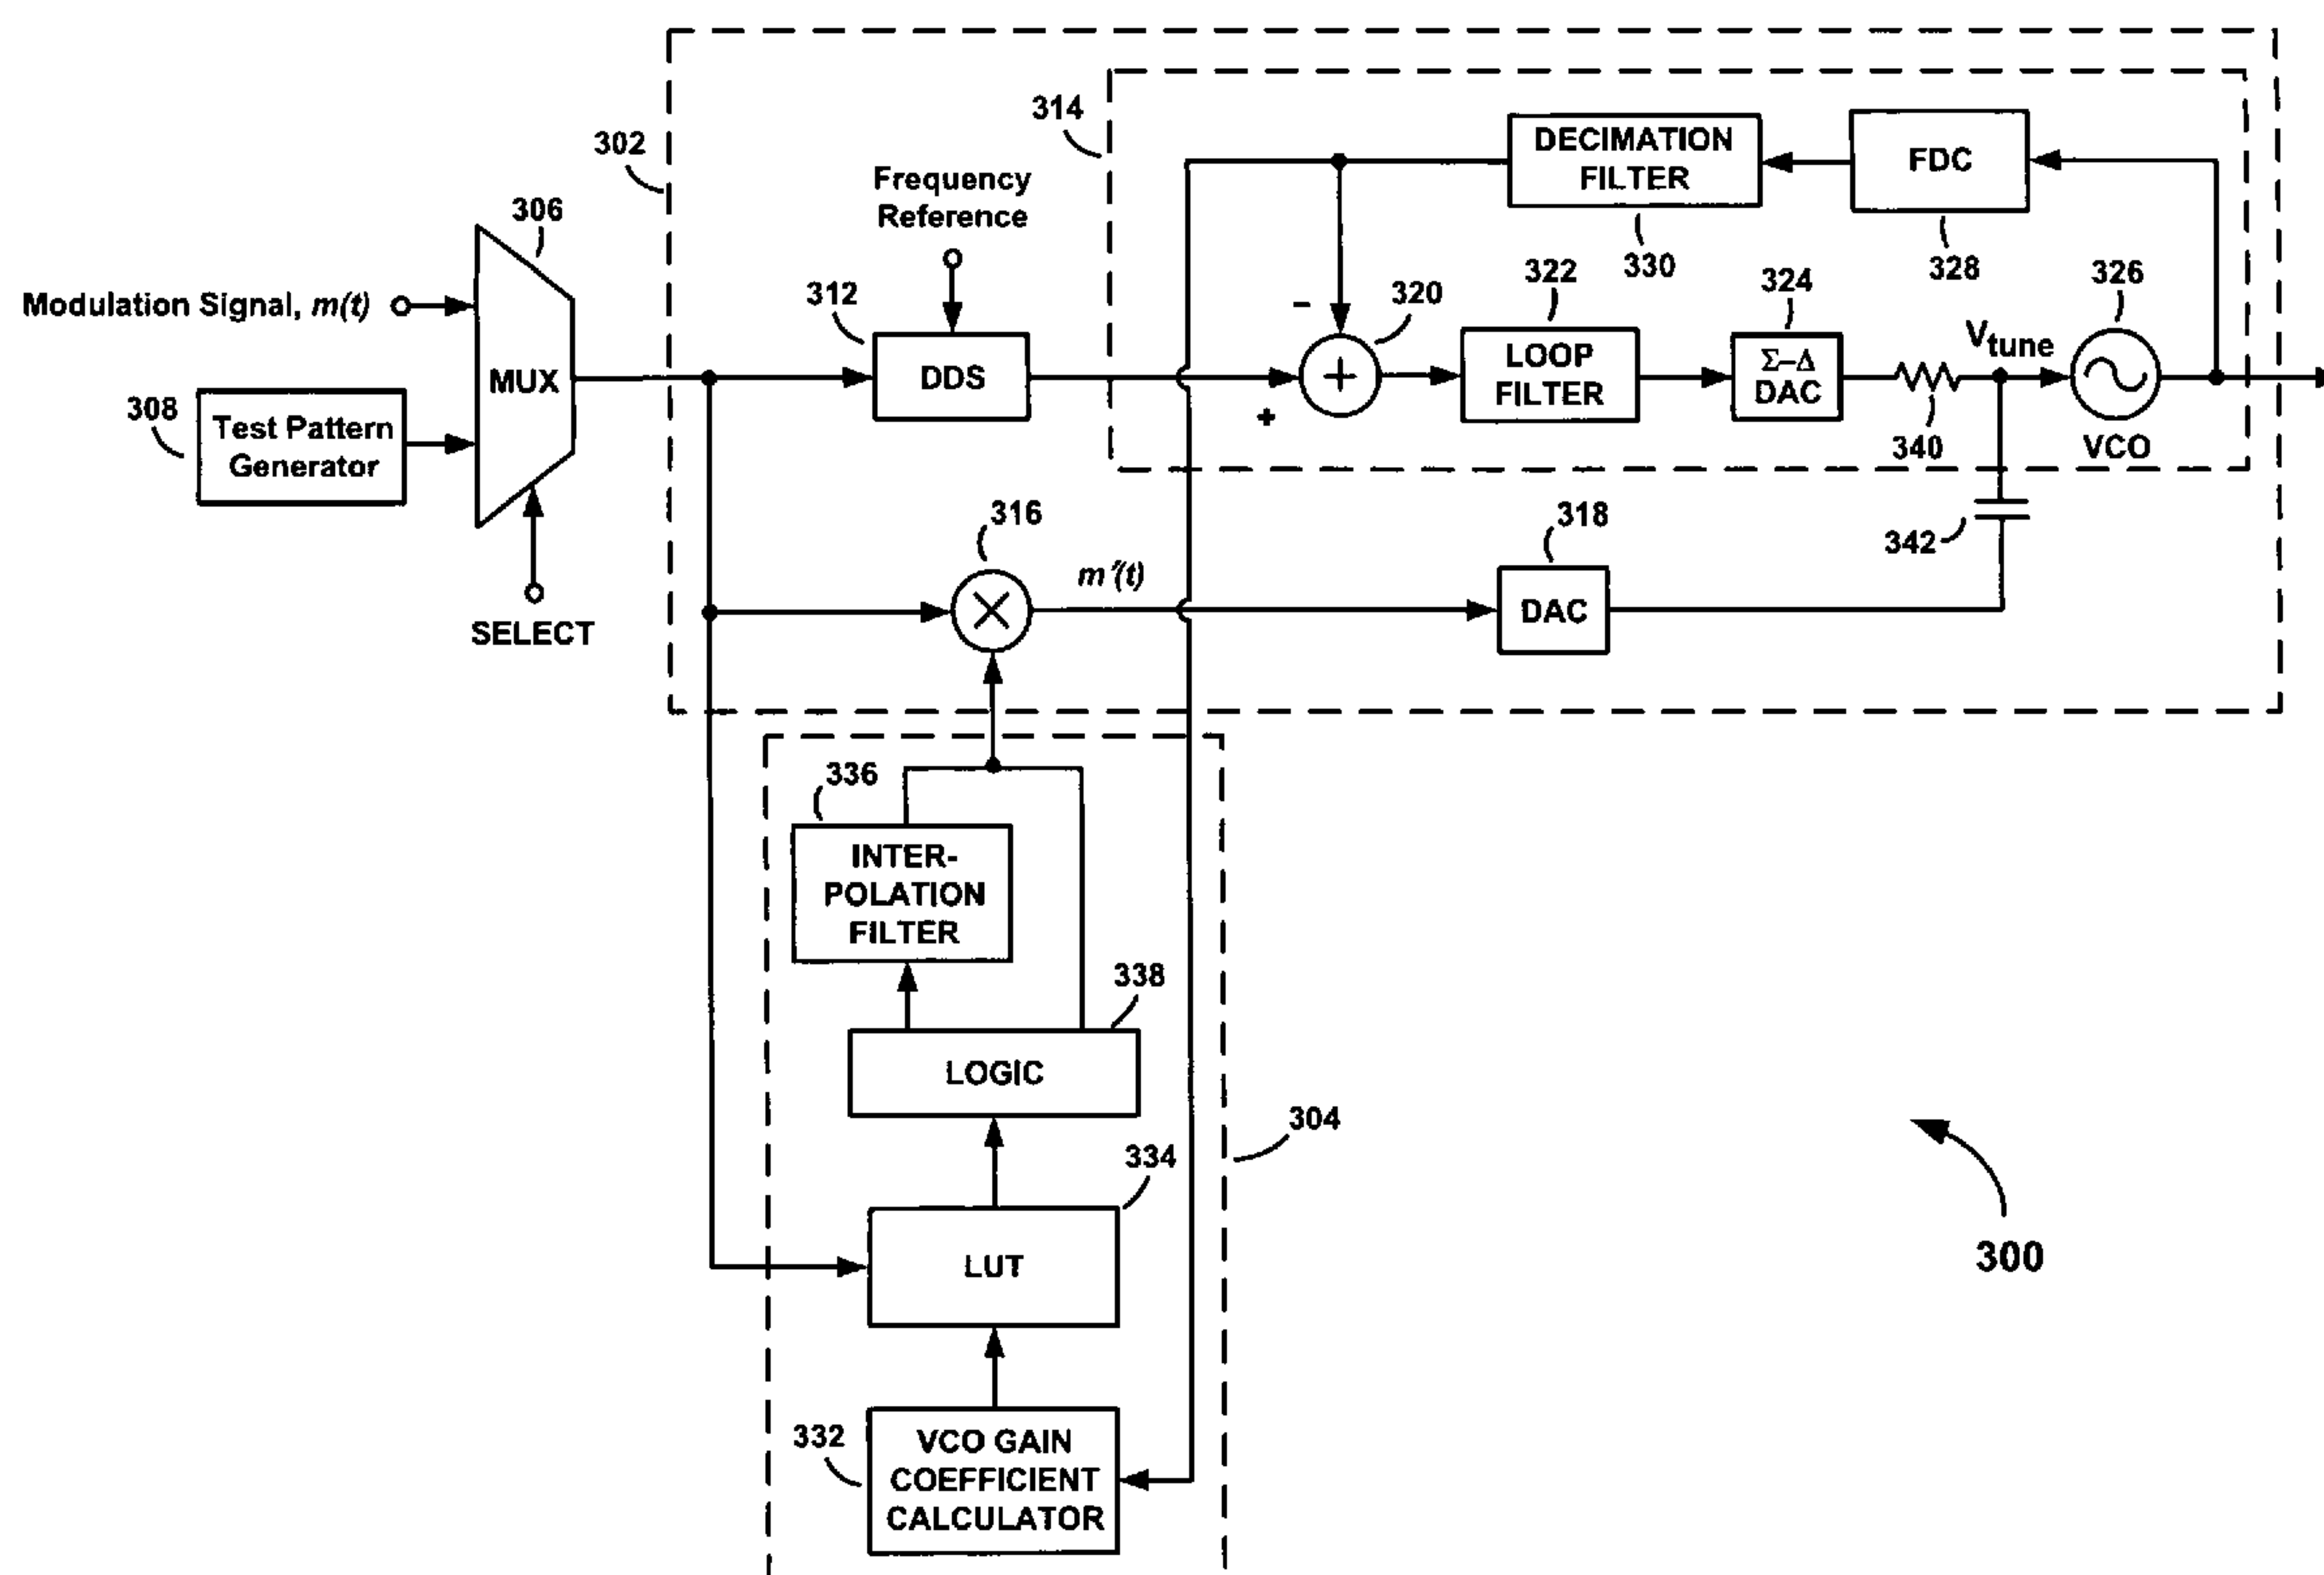 302
314
DECIMATION
FILTER
330
FDC
328
Frequency
Reference
306
Modulation Signal, m(t)
MUX
308
Test Pattern
Generator
SELECT
312
DDS
–
+
320
+
322
LOOP
FILTER
324
Σ–Δ
DAC
340
Vtune
326
VCO
316
m′(t)
318
DAC
342
336
INTER-
POLATION
FILTER
338
LOGIC
304
334
LUT
332
VCO GAIN
COEFFICIENT
CALCULATOR
300